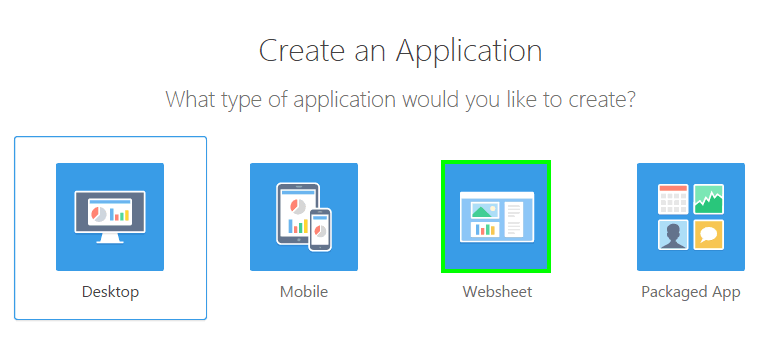 Create an Application
What type of application would you like to create?
Desktop
Mobile
Websheet
Packaged App